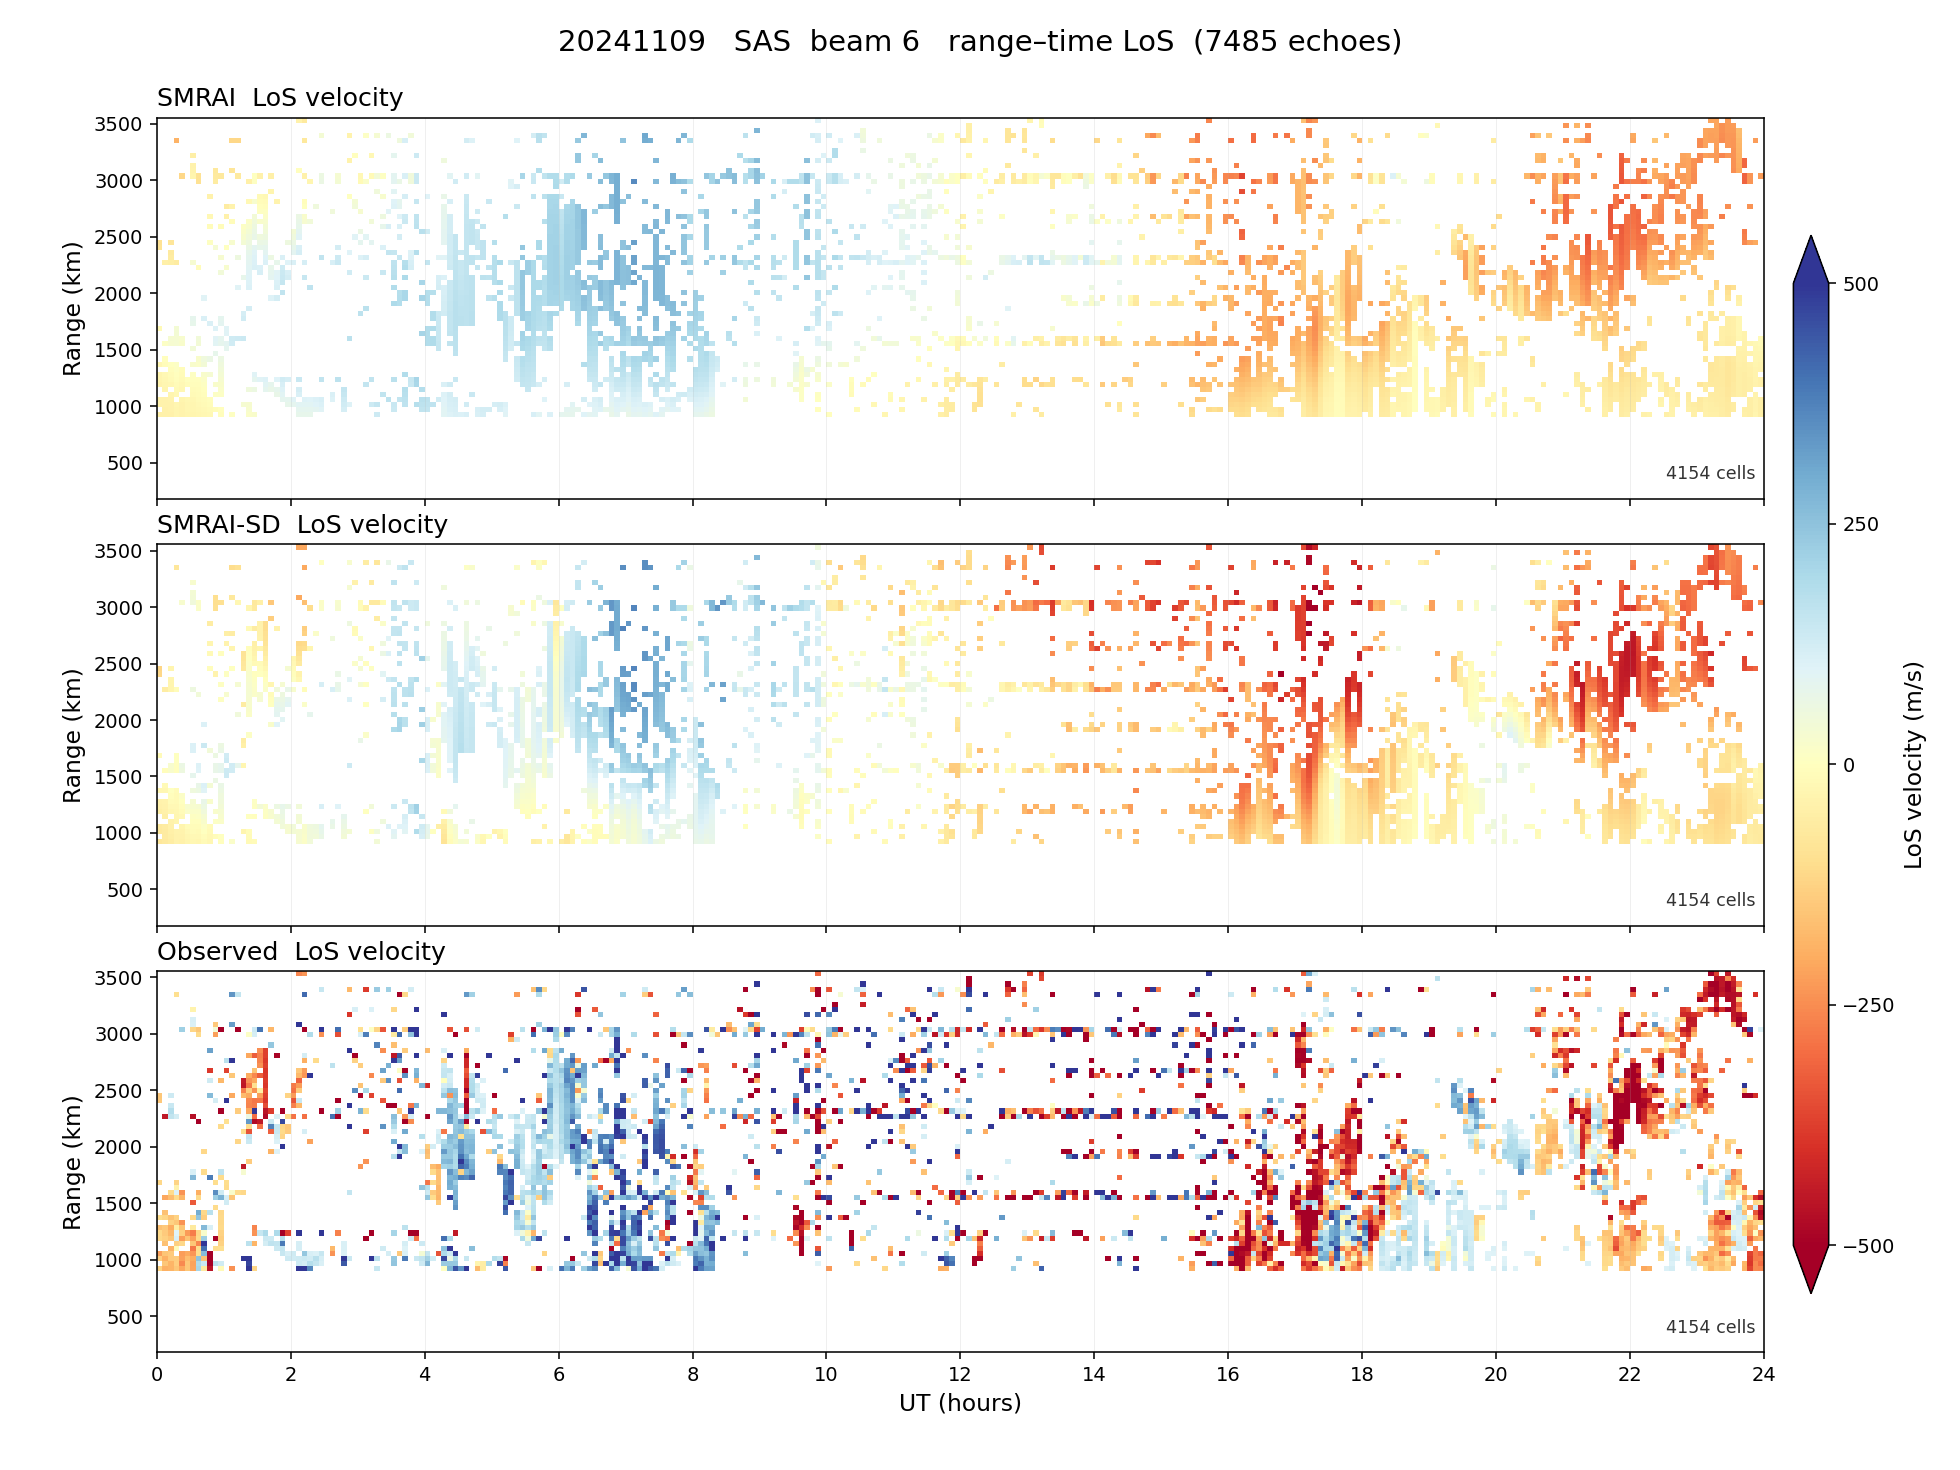 20241109   SAS  beam 6   range–time LoS  (7485 echoes)
SMRAI  LoS velocity
3500
3000
2500
2000
1500
1000
500
Range (km)
4154 cells
SMRAI-SD  LoS velocity
3500
3000
2500
2000
1500
1000
500
Range (km)
4154 cells
Observed  LoS velocity
3500
3000
2500
2000
1500
1000
500
Range (km)
4154 cells
0 2 4 6 8 10 12 14 16 18 20 22 24
UT (hours)
500
250
0
−250
−500
LoS velocity (m/s)